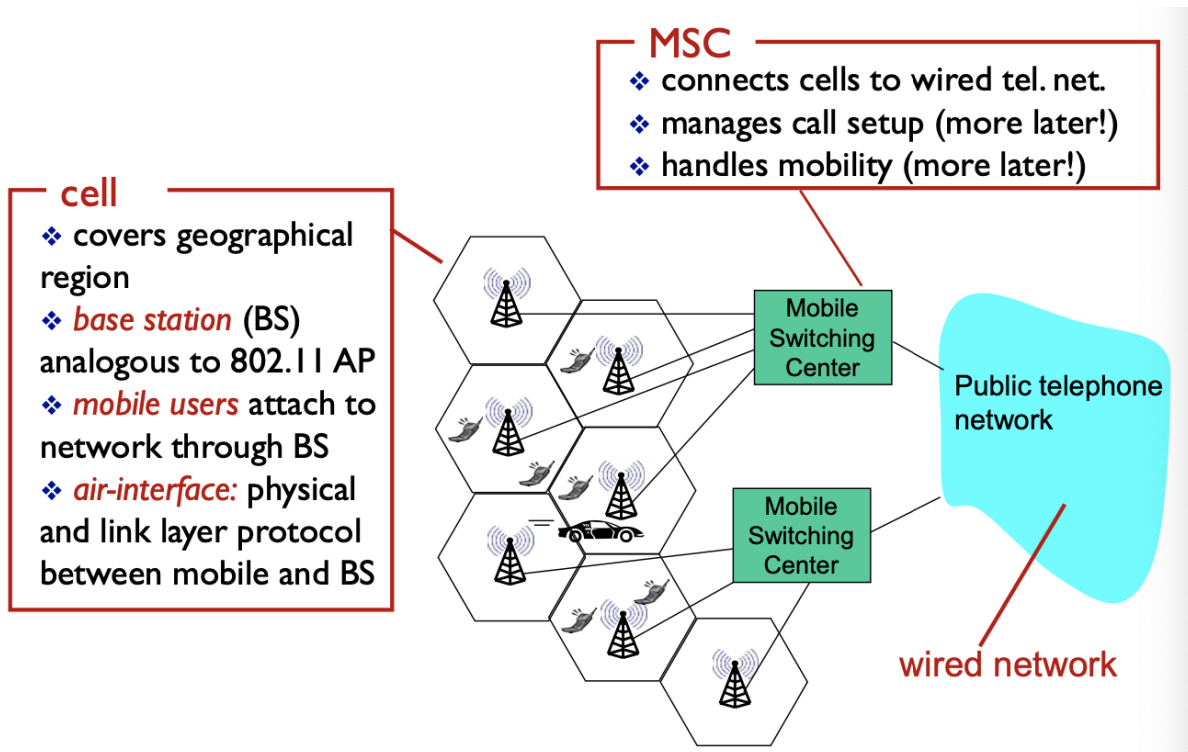 MSC
❖ connects cells to wired tel. net.
❖ manages call setup (more later!)
❖ handles mobility (more later!)
cell
❖ covers geographical
region
❖ base station (BS)
analogous to 802.11 AP
❖ mobile users attach to
network through BS
❖ air-interface: physical
and link layer protocol
between mobile and BS
Mobile
Switching
Center
Public telephone
network
Mobile
Switching
Center
wired network